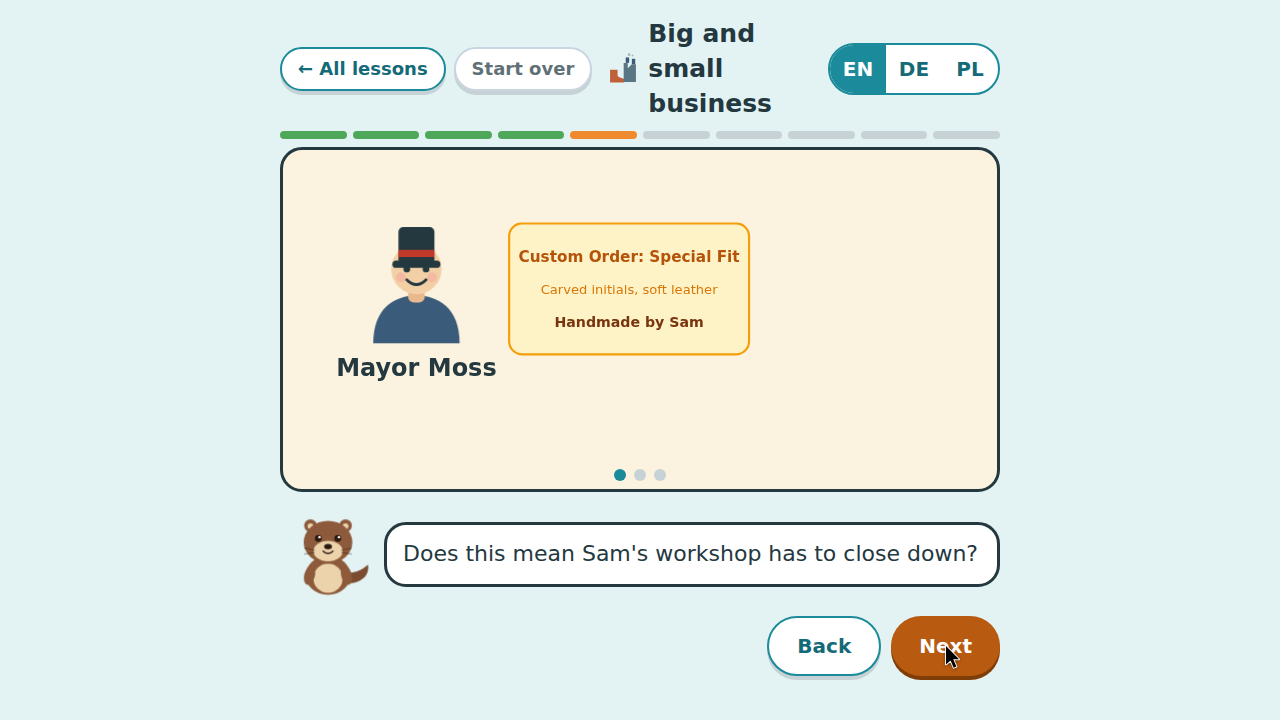 ← All lessons
Start over
Big and
small
business
EN DE PL
Custom Order: Special Fit
Carved initials, soft leather
Handmade by Sam
Mayor Moss
Does this mean Sam's workshop has to close down?
Back
Next